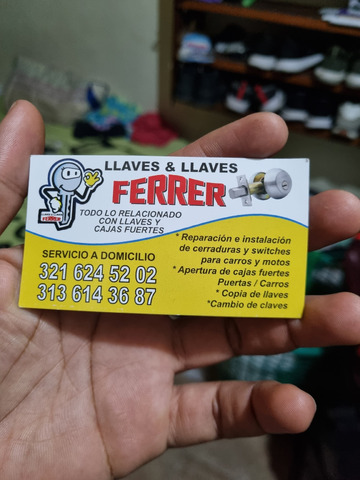 LLAVES & LLAVES
FERRER
TODO LO RELACIONADO
CON LLAVES Y
CAJAS FUERTES
SERVICIO A DOMICILIO
321 624 52 02
313 614 36 87
* Reparación e instalación
de cerraduras y switches
para carros y motos
* Apertura de cajas fuertes
Puertas / Carros
* Copia de llaves
*Cambio de claves